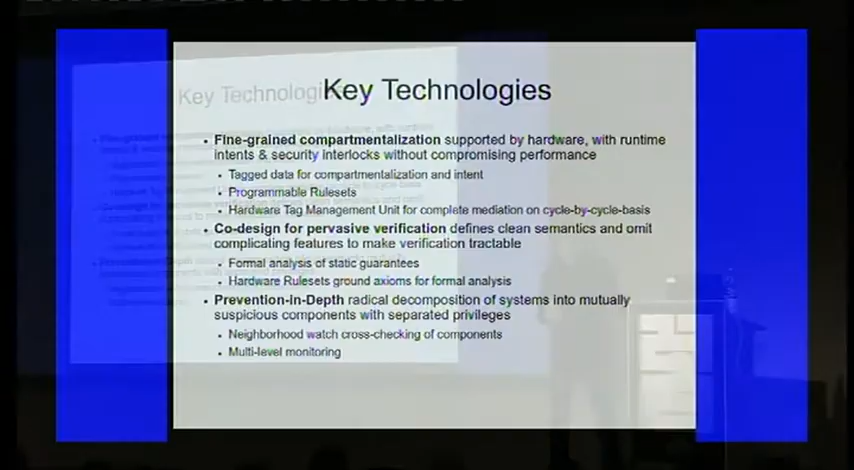 Key Technologies
• Fine-grained compartmentalization supported by hardware, with runtime
intents & security interlocks without compromising performance
• Tagged data for compartmentalization and intent
• Programmable Rulesets
• Hardware Tag Management Unit for complete mediation on cycle-by-cycle-basis
• Co-design for pervasive verification defines clean semantics and omit
complicating features to make verification tractable
• Formal analysis of static guarantees
• Hardware Rulesets ground axioms for formal analysis
• Prevention-in-Depth radical decomposition of systems into mutually
suspicious components with separated privileges
• Neighborhood watch cross-checking of components
• Multi-level monitoring
Key Technologies